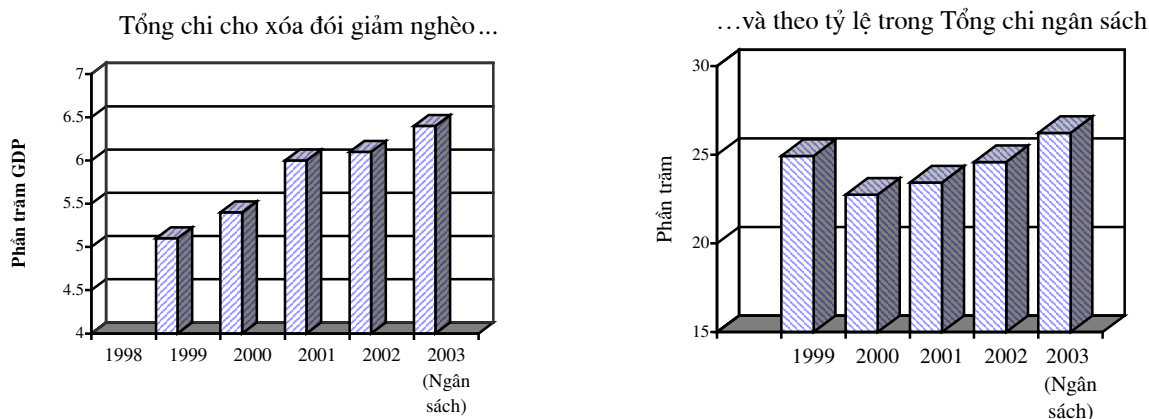 Tổng chi cho xóa đói giảm nghèo...
Phần trăm GDP
7
6.5
6
5.5
5
4.5
4
1998 1999 2000 2001 2002 2003
(Ngân
sách)
...và theo tỷ lệ trong Tổng chi ngân sách
Phần trăm
30
25
20
15
1999 2000 2001 2002 2003
(Ngân
sách)